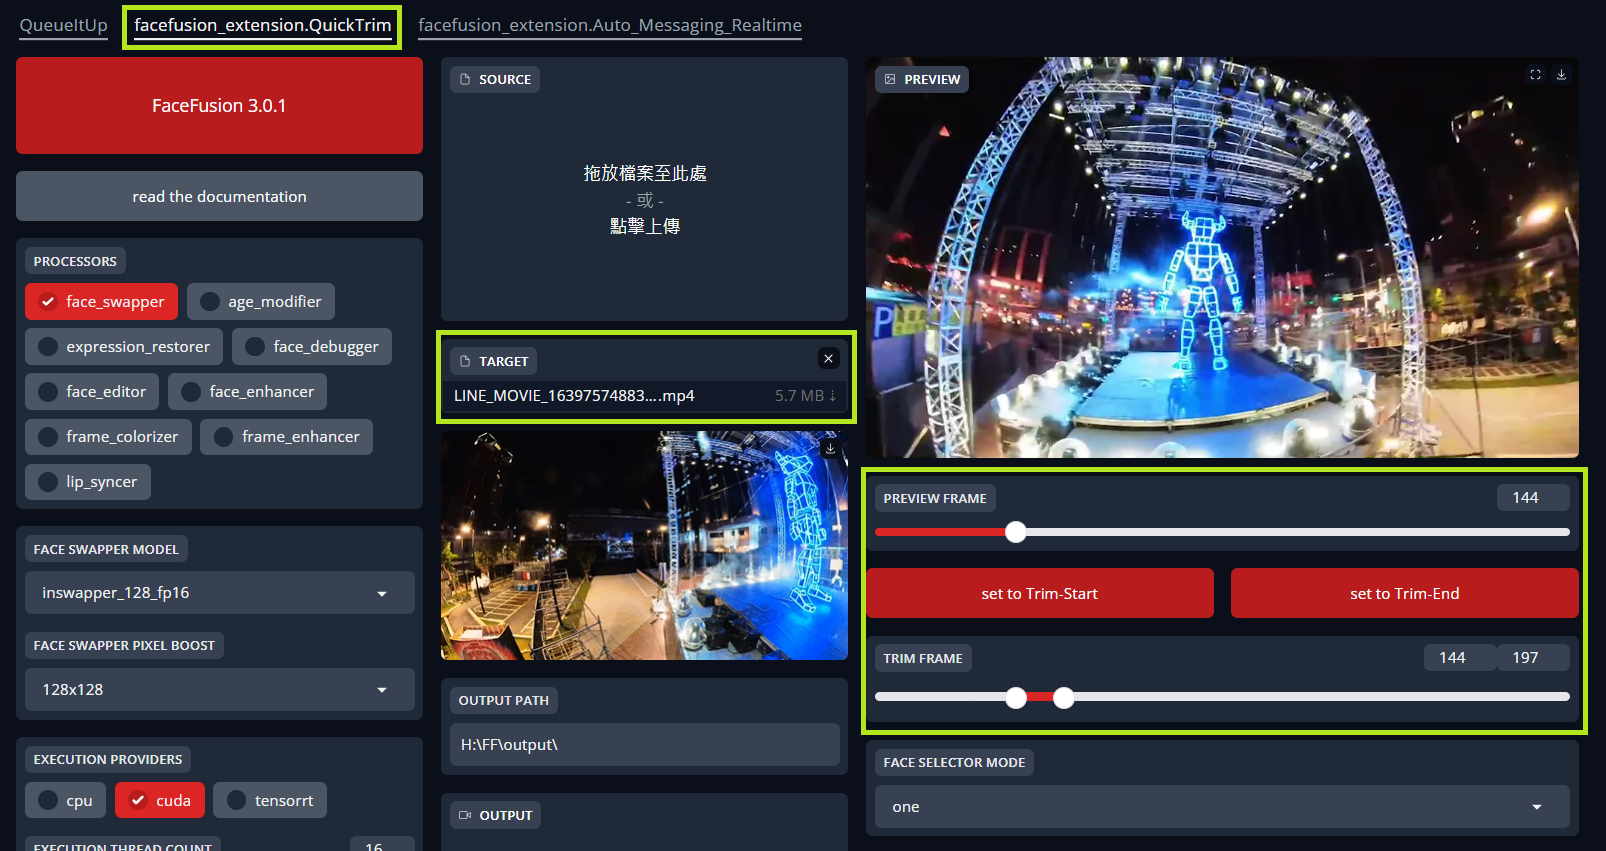 QueueItUp
facefusion_extension.QuickTrim
facefusion_extension.Auto_Messaging_Realtime
FaceFusion 3.0.1
read the documentation
PROCESSORS
face_swapper
age_modifier
expression_restorer
face_debugger
face_editor
face_enhancer
frame_colorizer
frame_enhancer
lip_syncer
FACE SWAPPER MODEL
inswapper_128_fp16
FACE SWAPPER PIXEL BOOST
128x128
EXECUTION PROVIDERS
cpu
cuda
tensorrt
EXECUTION THREAD COUNT
16
SOURCE
拖放檔案至此處
- 或 -
點擊上傳
TARGET
LINE_MOVIE_16397574883....mp4
5.7 MB ↓
OUTPUT PATH
H:\FF\output\
OUTPUT
PREVIEW
PREVIEW FRAME
144
set to Trim-Start
set to Trim-End
TRIM FRAME
144
197
FACE SELECTOR MODE
one